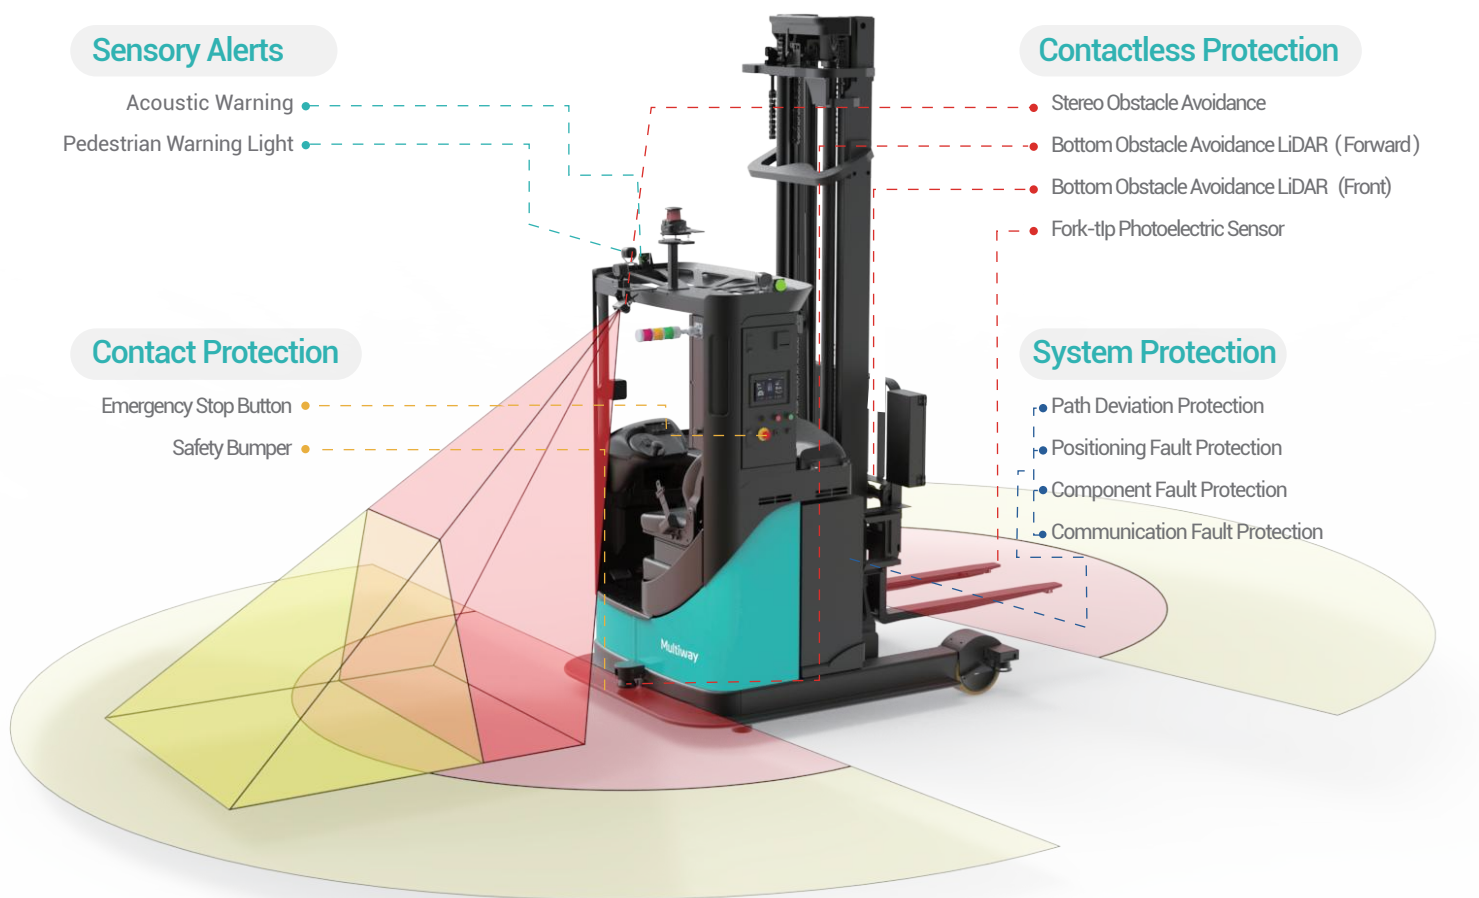 Sensory Alerts
Acoustic Warning
Pedestrian Warning Light
Contactless Protection
Stereo Obstacle Avoidance
Bottom Obstacle Avoidance LiDAR (Forward)
Bottom Obstacle Avoidance LiDAR (Front)
Fork-tlp Photoelectric Sensor
Contact Protection
Emergency Stop Button
Safety Bumper
System Protection
Path Deviation Protection
Positioning Fault Protection
Component Fault Protection
Communication Fault Protection
Multiway